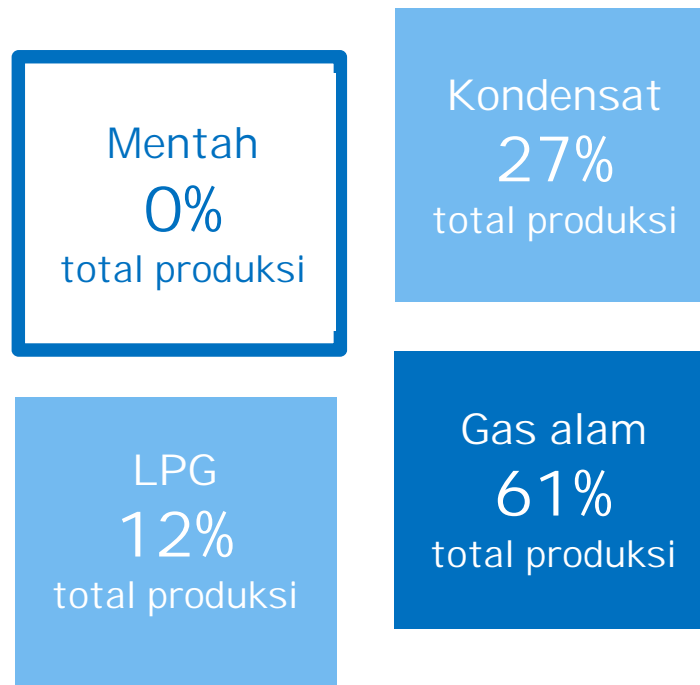 Mentah
0%
total produksi
Kondensat
27%
total produksi
LPG
12%
total produksi
Gas alam
61%
total produksi